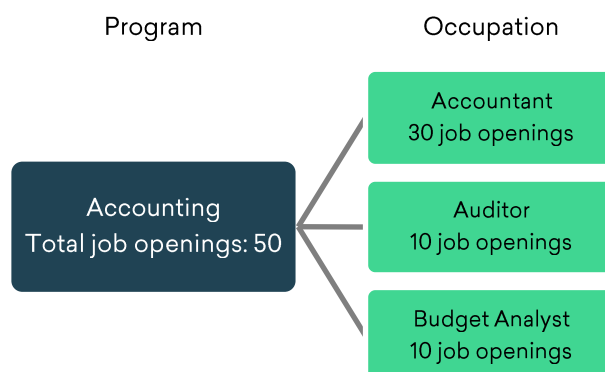 Program
Occupation
Accounting
Total job openings: 50
Accountant
30 job openings
Auditor
10 job openings
Budget Analyst
10 job openings